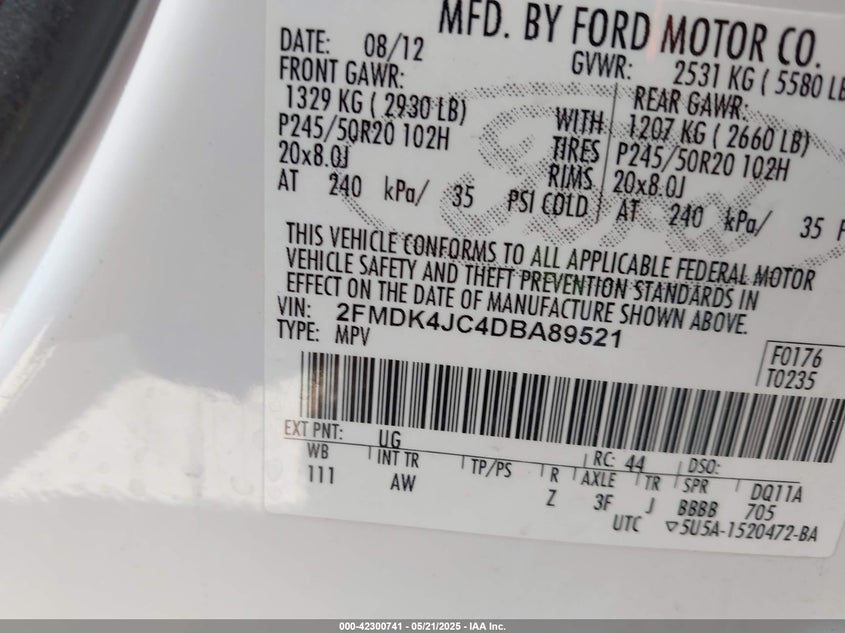 MFD. BY FORD MOTOR CO.
DATE: 08/12 GVWR: 2531 KG ( 5580 LB
FRONT GAWR: REAR GAWR:
1329 KG ( 2930 LB) WITH 1207 KG ( 2660 LB)
P245/50R20 102H TIRES P245/50R20 102H
20x8.0J RIMS 20x8.0J
AT 240 kPa/ 35 PSI COLD AT 240 kPa/ 35 P
THIS VEHICLE CONFORMS TO ALL APPLICABLE FEDERAL MOTOR
VEHICLE SAFETY AND THEFT PREVENTION STANDARDS IN
EFFECT ON THE DATE OF MANUFACTURE SHOWN ABOVE.
VIN: 2FMDK4JC4DBA89521
TYPE: MPV
F0176
T0235
EXT PNT: UG RC: 44 DSO:
WB INT TR TP/PS R AXLE TR SPR DQ11A
111 AW Z 3F J BBBB 705
UTC ▽5U5A-1520472-BA
Ford
000-42300741 - 05/21/2025 - IAA Inc.